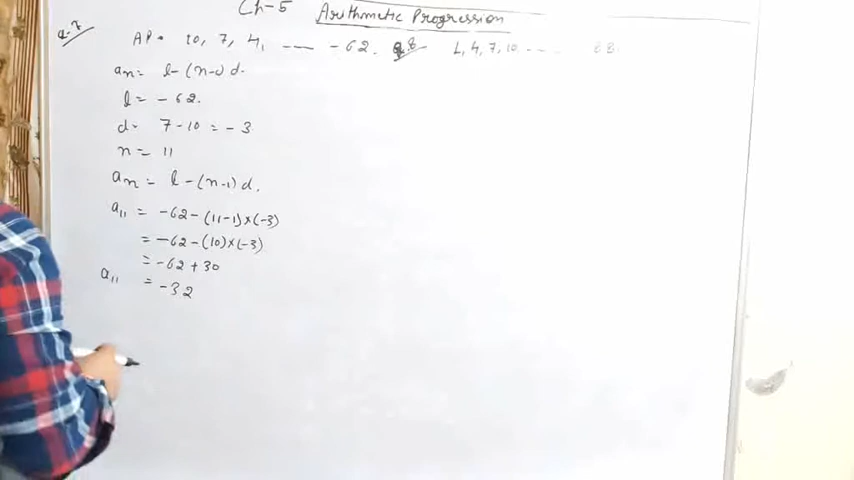 Ch-5 Arithmetic Progression
Q.7 AP = 10, 7, 4, ---- -62.
an = l-(n-1) d.
l = -62.
d = 7-10 = -3
n = 11
an = l-(n-1) d.
a11 = -62-(11-1)×(-3)
= -62-(10)×(-3)
= -62+30
a11 = -32
Q.8 1, 4, 7, 10 ---- 88.